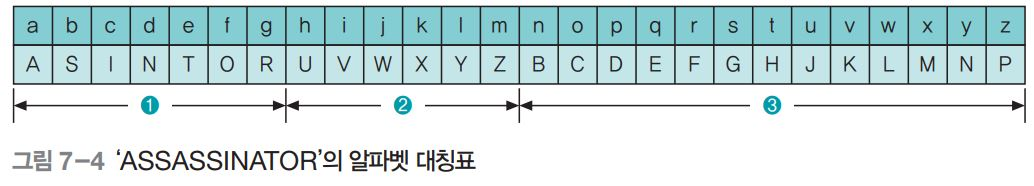 a b c d e f g h i j k l m n o p q r s t u v w x y z
A S I N T O R U V W X Y Z B C D E F G H J K L M N P
❶ ❷ ❸
그림 7-4 ‘ASSASSINATOR’의 알파벳 대칭표